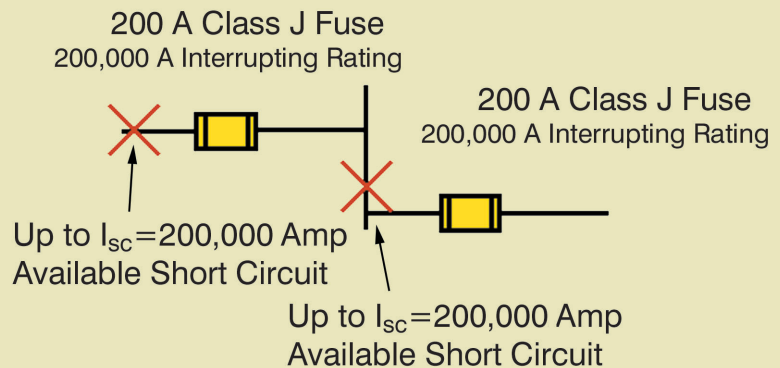 200 A Class J Fuse
200,000 A Interrupting Rating
200 A Class J Fuse
200,000 A Interrupting Rating
Up to Isc=200,000 Amp
Available Short Circuit
Up to Isc=200,000 Amp
Available Short Circuit